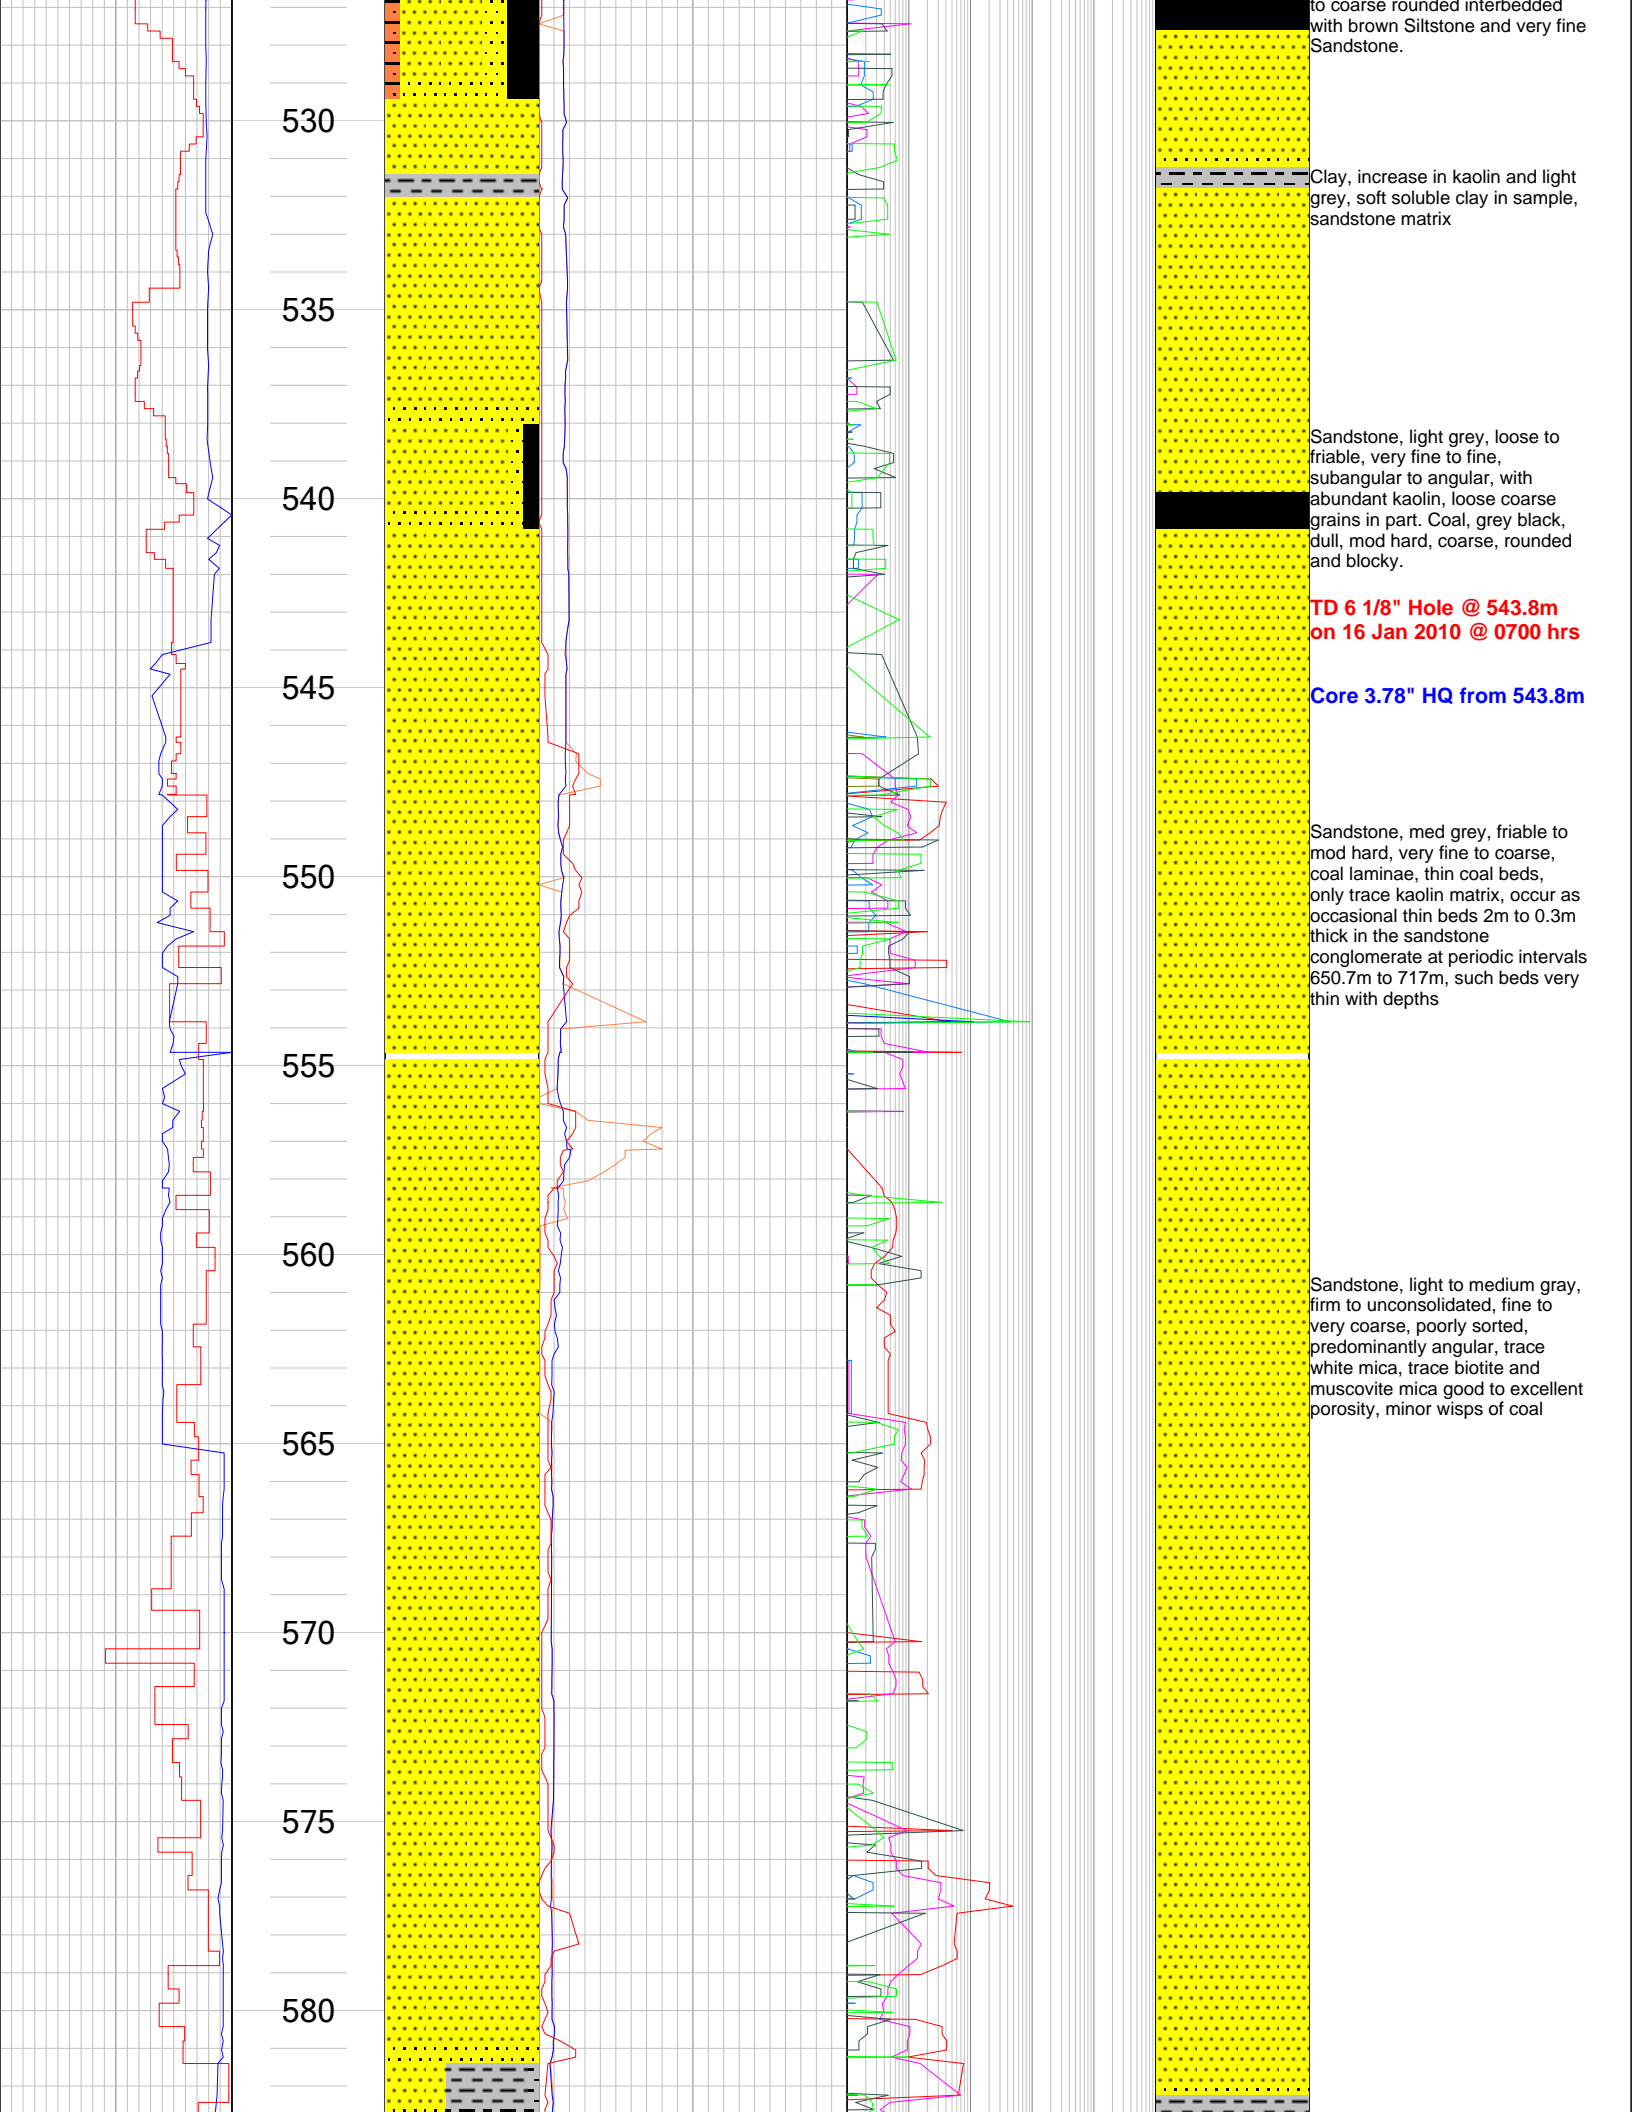 to coarse rounded interbedded
with brown Siltstone and very fine
Sandstone.
530
Clay, increase in kaolin and light
grey, soft soluble clay in sample,
sandstone matrix
535
Sandstone, light grey, loose to
friable, very fine to fine,
subangular to angular, with
abundant kaolin, loose coarse
grains in part. Coal, grey black,
dull, mod hard, coarse, rounded
and blocky.
540
TD 6 1/8" Hole @ 543.8m
on 16 Jan 2010 @ 0700 hrs
545
Core 3.78" HQ from 543.8m
Sandstone, med grey, friable to
mod hard, very fine to coarse,
coal laminae, thin coal beds,
only trace kaolin matrix, occur as
occasional thin beds 2m to 0.3m
thick in the sandstone
conglomerate at periodic intervals
650.7m to 717m, such beds very
thin with depths
550
555
560
Sandstone, light to medium gray,
firm to unconsolidated, fine to
very coarse, poorly sorted,
predominantly angular, trace
white mica, trace biotite and
muscovite mica good to excellent
porosity, minor wisps of coal
565
570
575
580